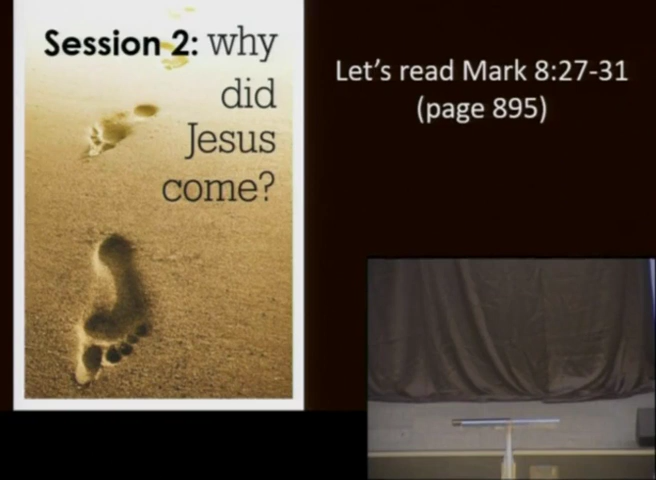 Session 2: why
did
Jesus
come?
Let's read Mark 8:27-31
(page 895)